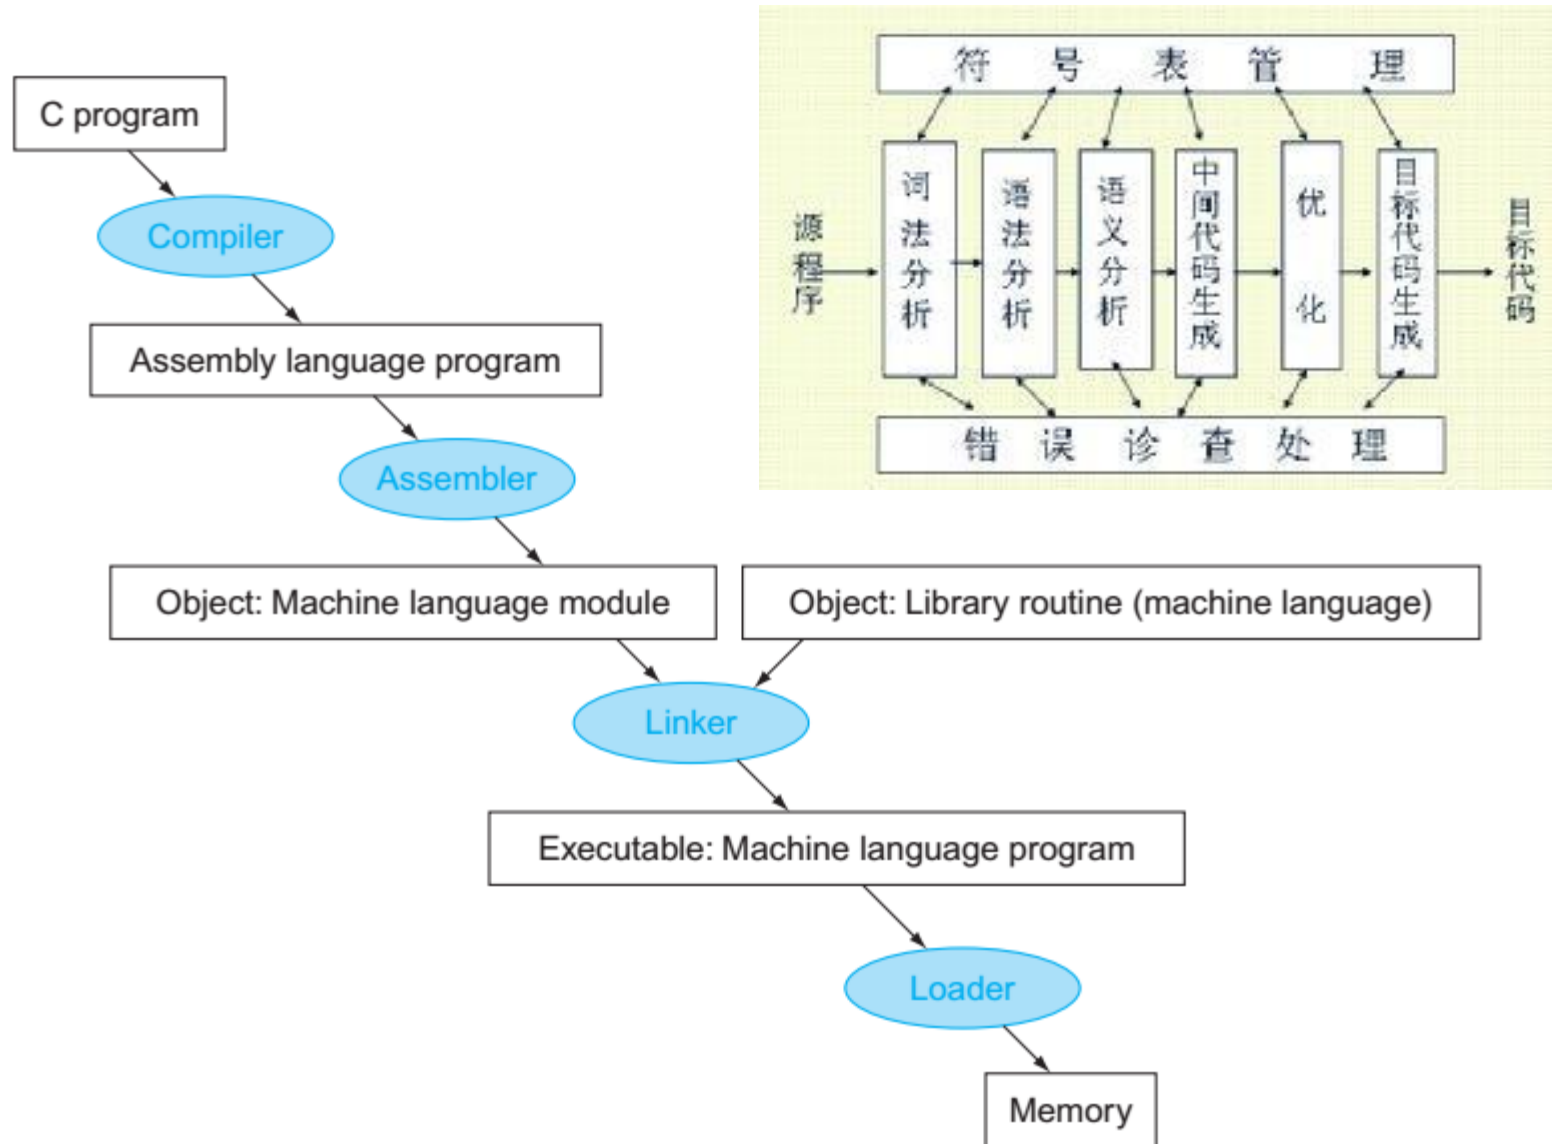 C program
Compiler
Assembly language program
Assembler
Object: Machine language module
Object: Library routine (machine language)
Linker
Executable: Machine language program
Loader
Memory
符号表管理
源程序
词法分析
语法分析
语义分析
中间代码生成
优化
目标代码生成
目标代码
错误诊查处理